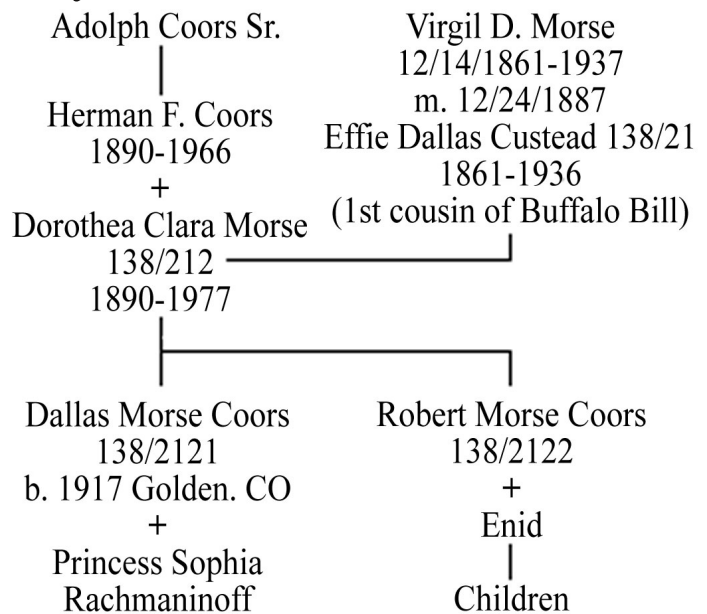 Adolph Coors Sr.
Herman F. Coors
1890-1966
+
Dorothea Clara Morse
138/212
1890-1977
Virgil D. Morse
12/14/1861-1937
m. 12/24/1887
Effie Dallas Custead 138/21
1861-1936
(1st cousin of Buffalo Bill)
Dallas Morse Coors
138/2121
b. 1917 Golden. CO
+
Princess Sophia
Rachmaninoff
Robert Morse Coors
138/2122
+
Enid
Children